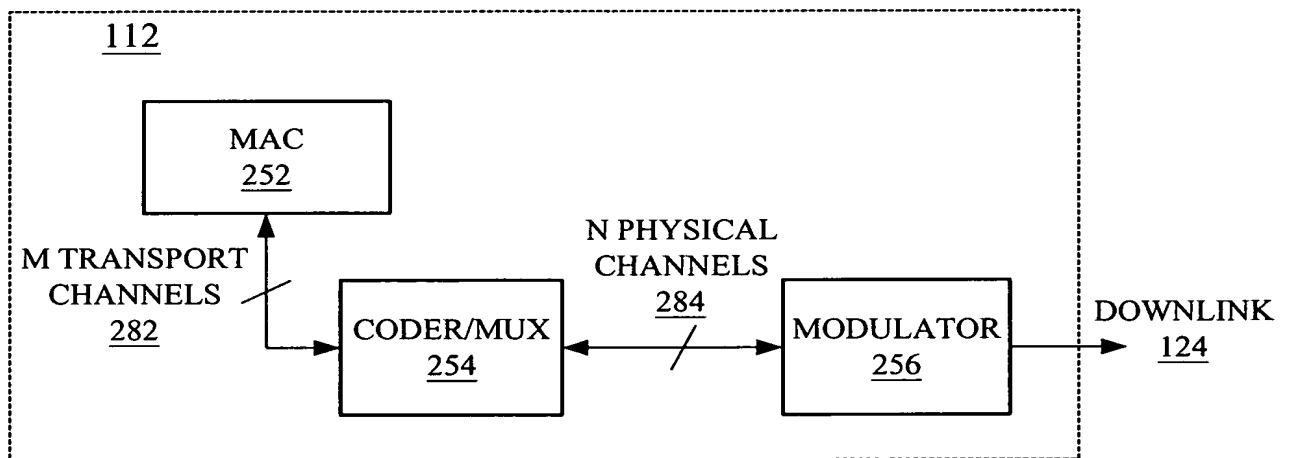 112
MAC
252
M TRANSPORT
CHANNELS
282
N PHYSICAL
CHANNELS
284
CODER/MUX
254
MODULATOR
256
DOWNLINK
124